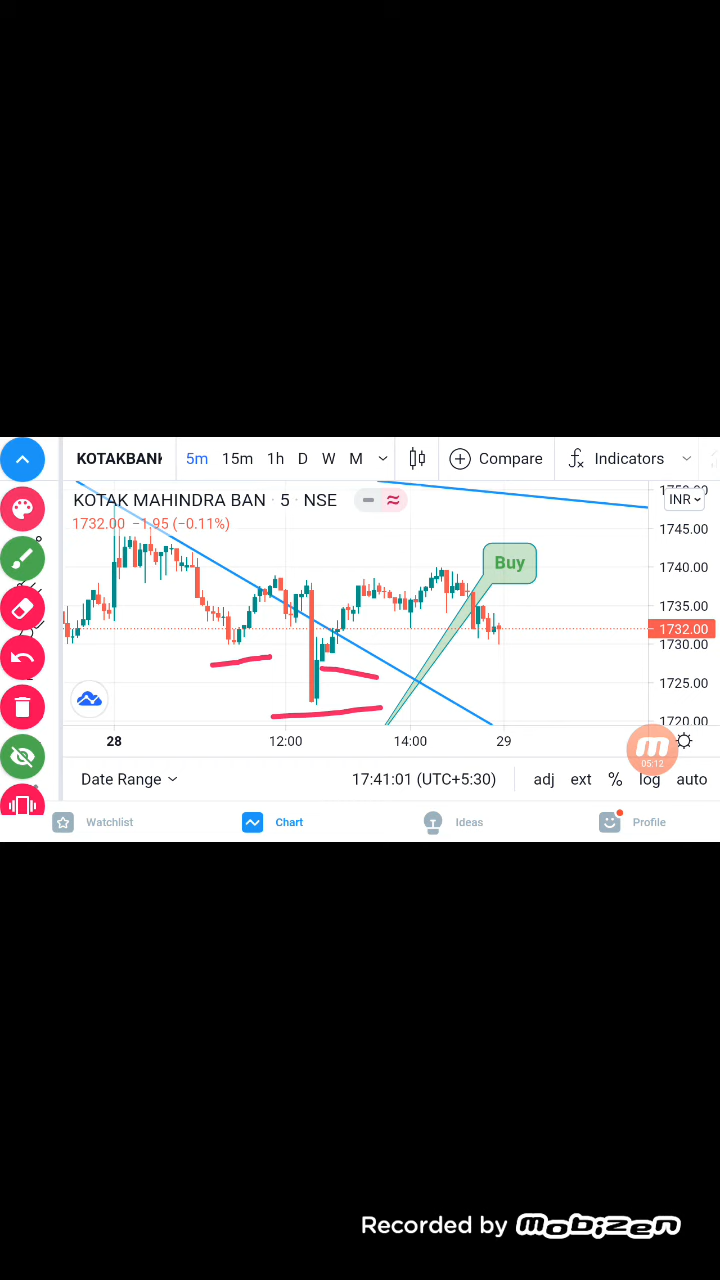 KOTAKBANK 5m 15m 1h D W M Compare Indicators
KOTAK MAHINDRA BAN · 5 · NSE
INR
1732.00 −1.95 (−0.11%)
1745.00
Buy
1740.00
1735.00
1732.00
1730.00
1725.00
1720.00
28 12:00 14:00 29
05:12
Date Range 17:41:01 (UTC+5:30) adj ext % log auto
Watchlist Chart Ideas Profile
Recorded by Mobizen